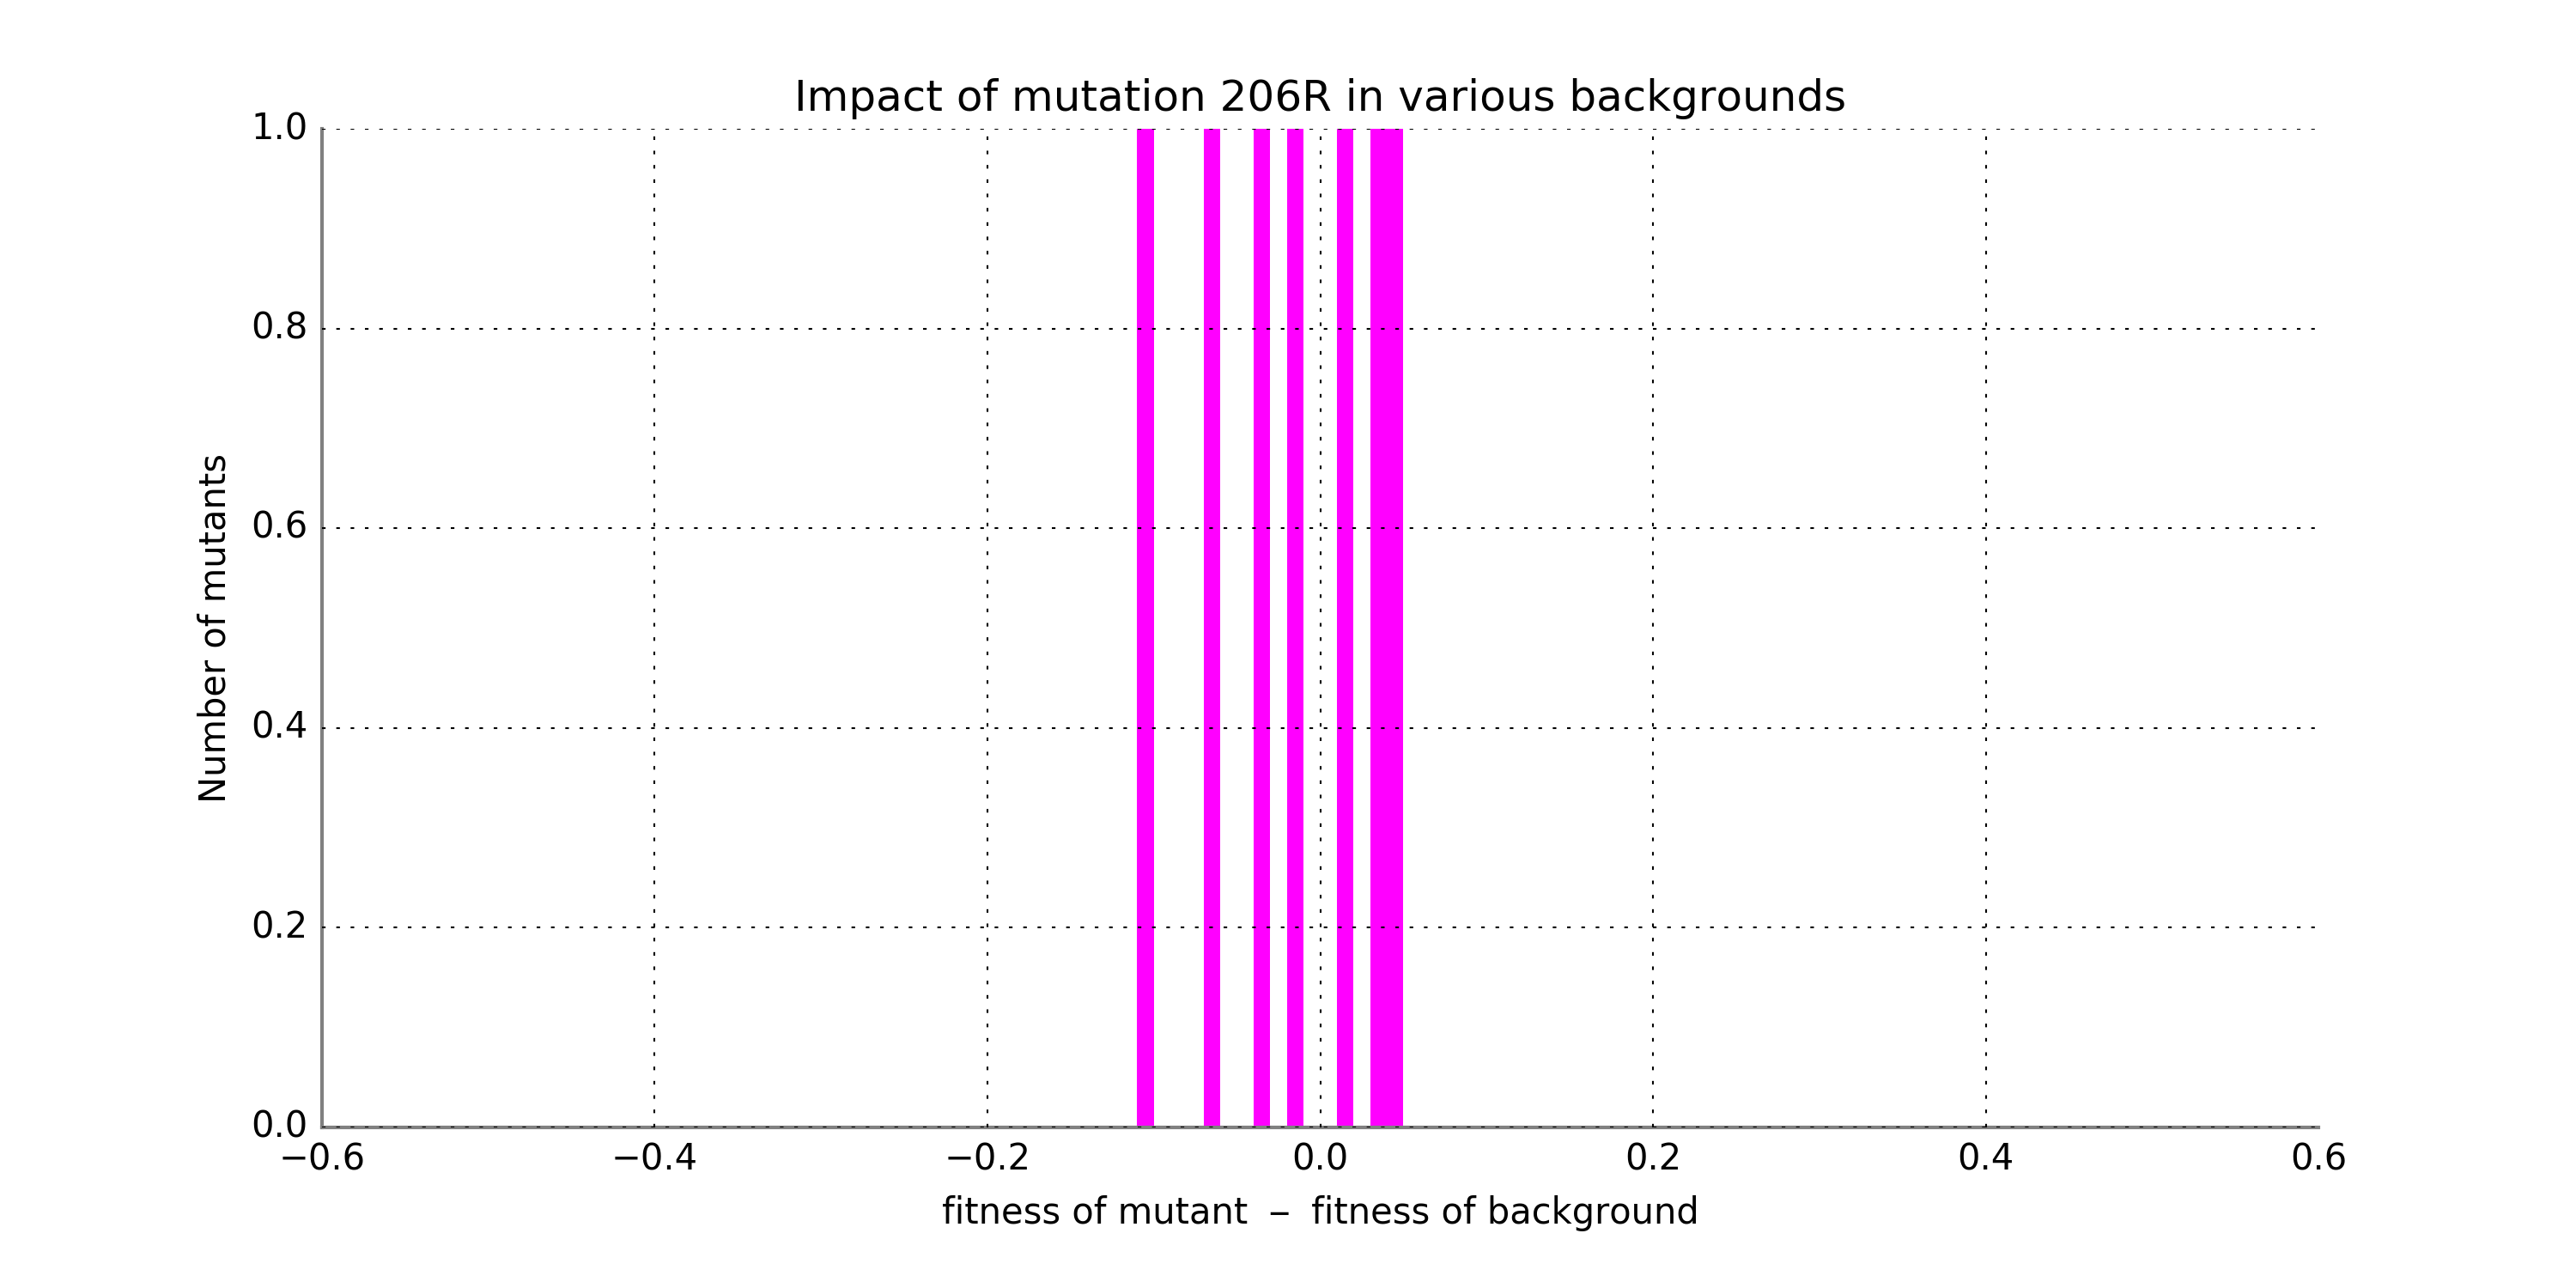 Impact of mutation 206R in various backgrounds
1.0
0.8
0.6
0.4
0.2
0.0
Number of mutants
−0.6 −0.4 −0.2 0.0 0.2 0.4 0.6
fitness of mutant − fitness of background